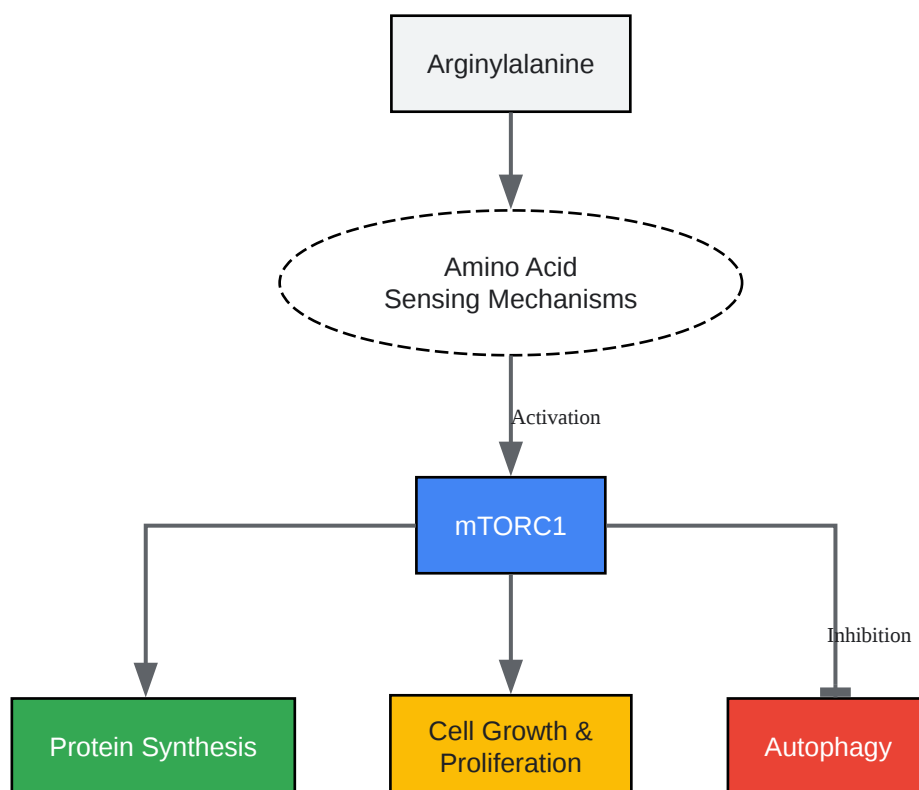 Arginylalanine
Amino Acid
Sensing Mechanisms
Activation
mTORC1
Inhibition
Protein Synthesis
Cell Growth &
Proliferation
Autophagy